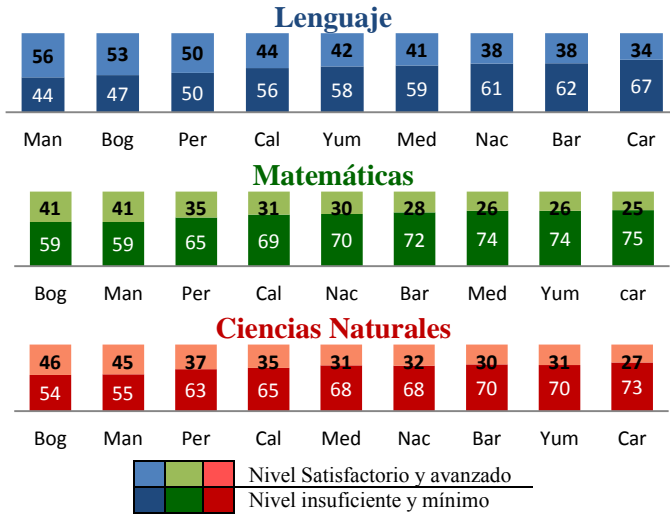 Lenguaje
56 53 50 44 42 41 38 38 34
44 47 50 56 58 59 61 62 67
Man Bog Per Cal Yum Med Nac Bar Car
Matemáticas
41 41 35 31 30 28 26 26 25
59 59 65 69 70 72 74 74 75
Bog Man Per Cal Nac Bar Med Yum car
Ciencias Naturales
46 45 37 35 31 32 30 31 27
54 55 63 65 68 68 70 70 73
Bog Man Per Cal Med Nac Bar Yum Car
Nivel Satisfactorio y avanzado
Nivel insuficiente y mínimo